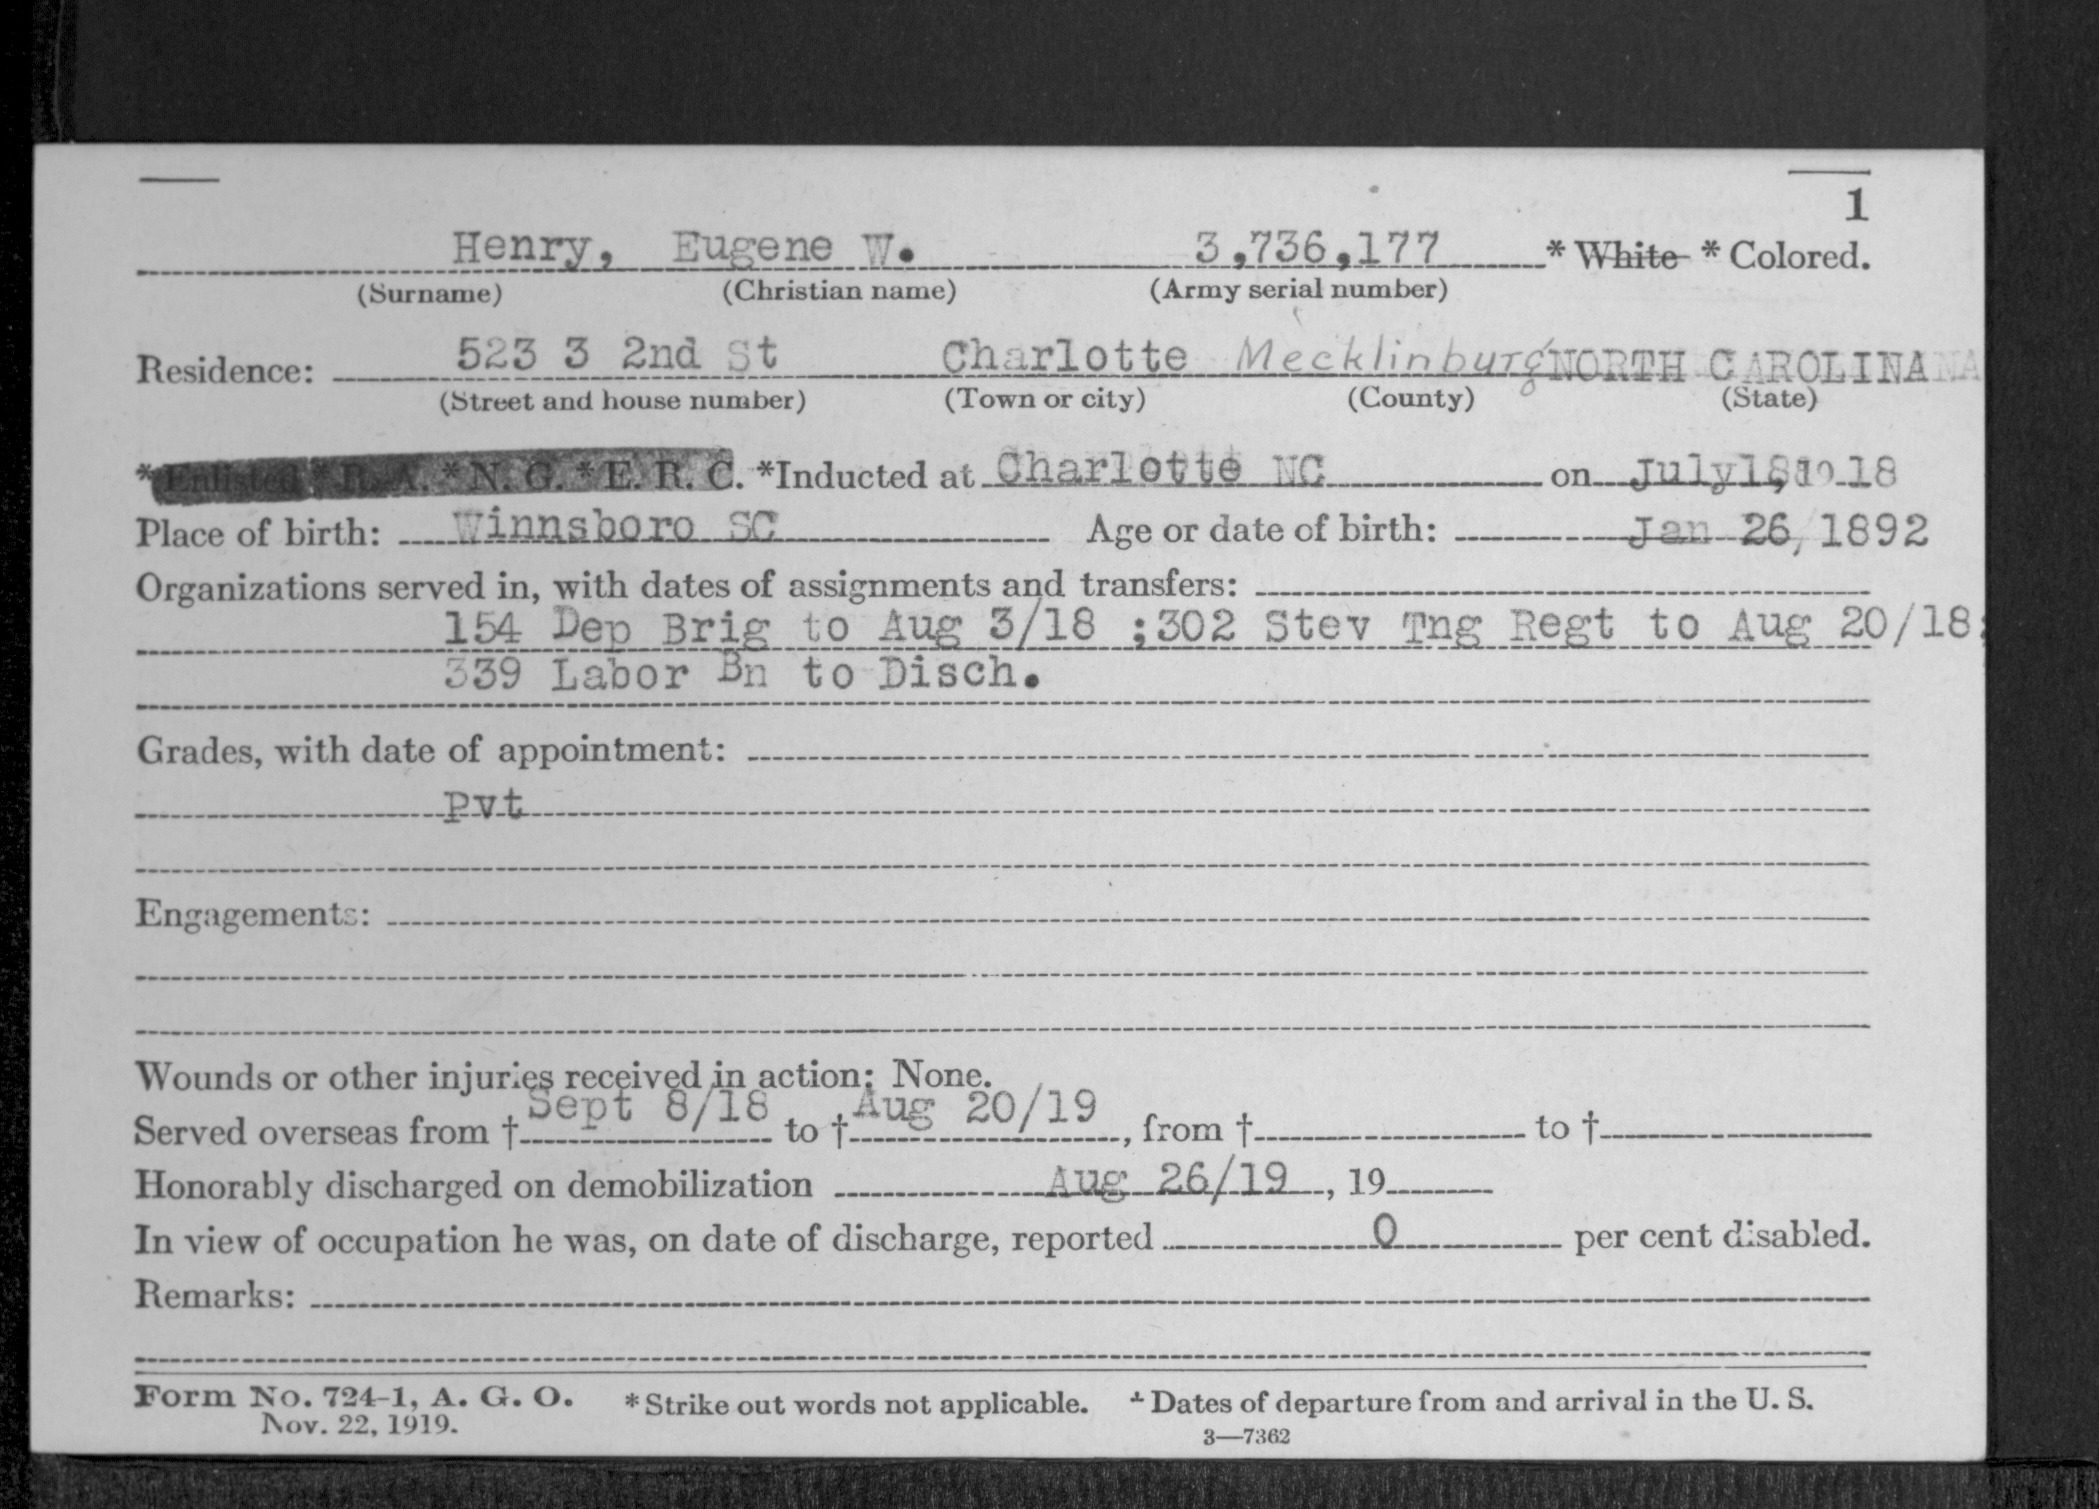 1
Henry, Eugene W. 3,736,177 * White * Colored.
(Surname) (Christian name) (Army serial number)
Residence: 523 3 2nd St Charlotte Mecklinburg NORTH CAROLINA
(Street and house number) (Town or city) (County) (State)
*Enlisted *R. A. *N. G. *E. R. C. *Inducted at Charlotte NC on July 18, 19 18
Place of birth: Winnsboro SC Age or date of birth: Jan 26, 1892
Organizations served in, with dates of assignments and transfers:
154 Dep Brig to Aug 3/18 ;302 Stev Tng Regt to Aug 20/18;
339 Labor Bn to Disch.
Grades, with date of appointment:
Pvt
Engagements:
Wounds or other injuries received in action: None.
Served overseas from † Sept 8/18 to † Aug 20/19, from † to †
Honorably discharged on demobilization Aug 26/19, 19
In view of occupation he was, on date of discharge, reported 0 per cent disabled.
Remarks:
Form No. 724-1, A. G. O. *Strike out words not applicable. † Dates of departure from and arrival in the U. S.
Nov. 22, 1919.
3—7362